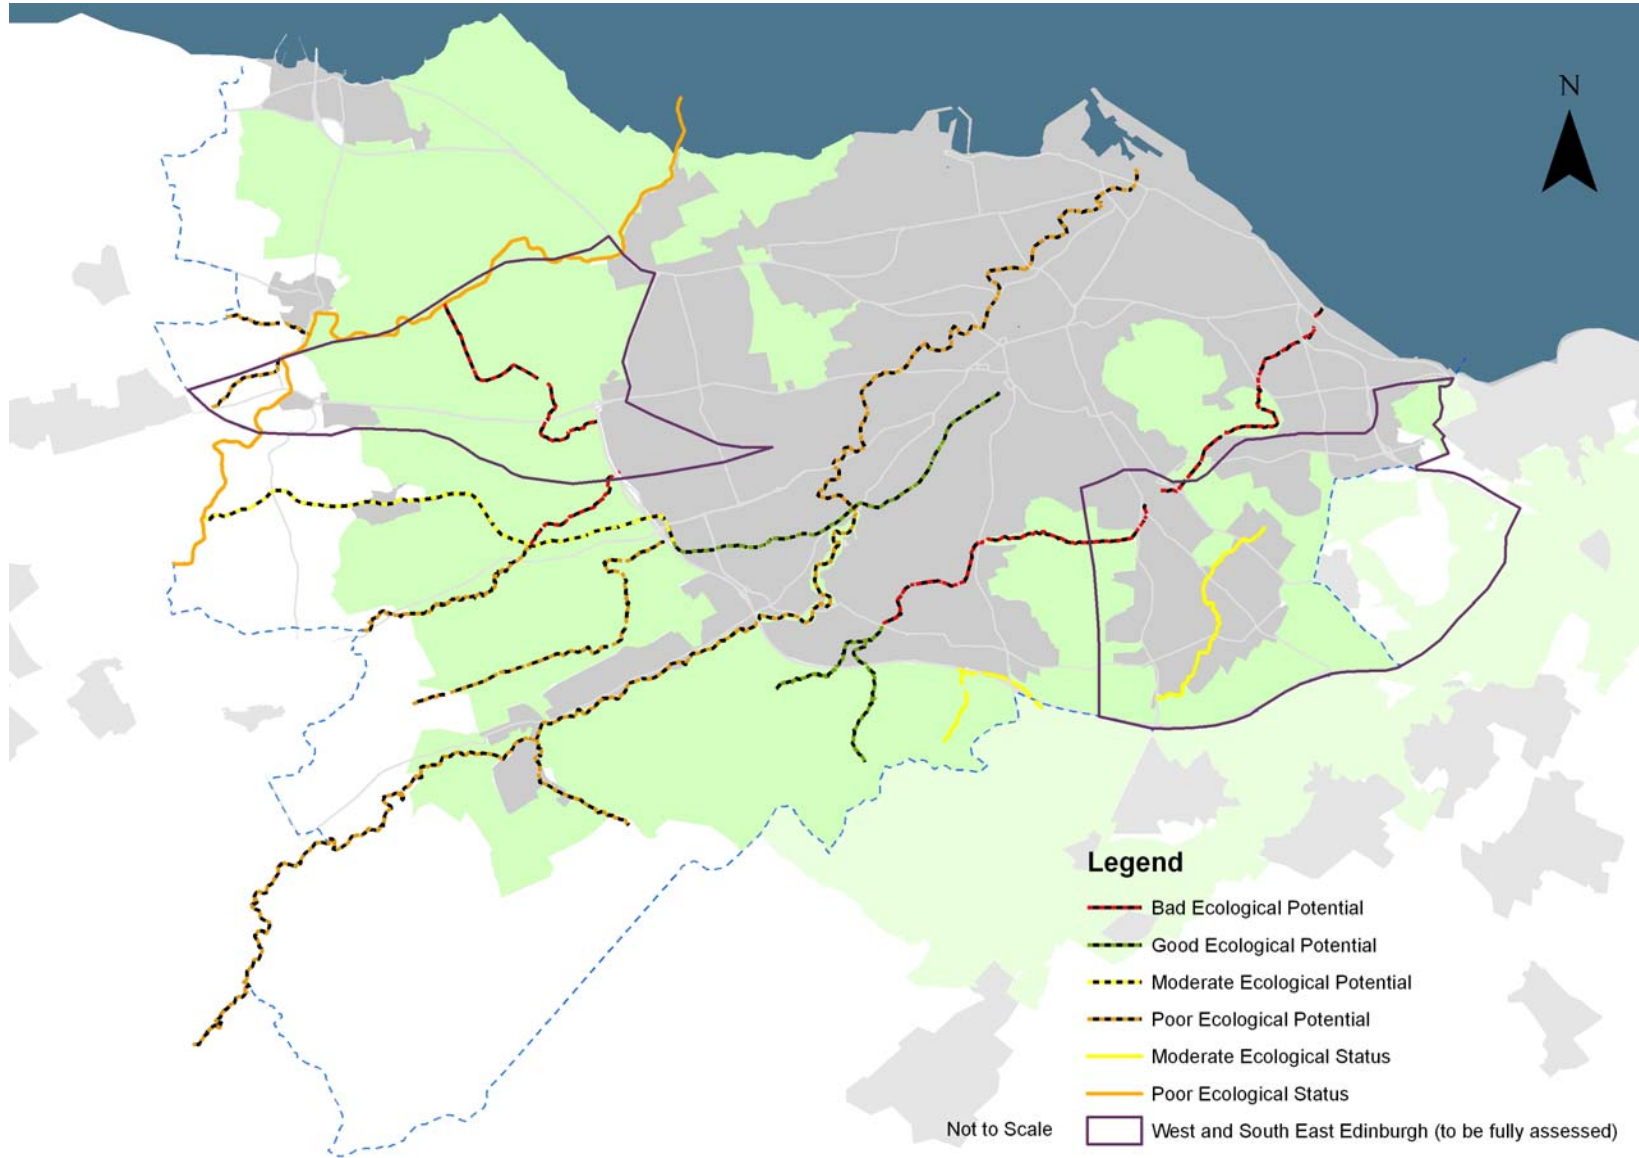 N
Legend
Bad Ecological Potential
Good Ecological Potential
Moderate Ecological Potential
Poor Ecological Potential
Moderate Ecological Status
Poor Ecological Status
Not to Scale
West and South East Edinburgh (to be fully assessed)